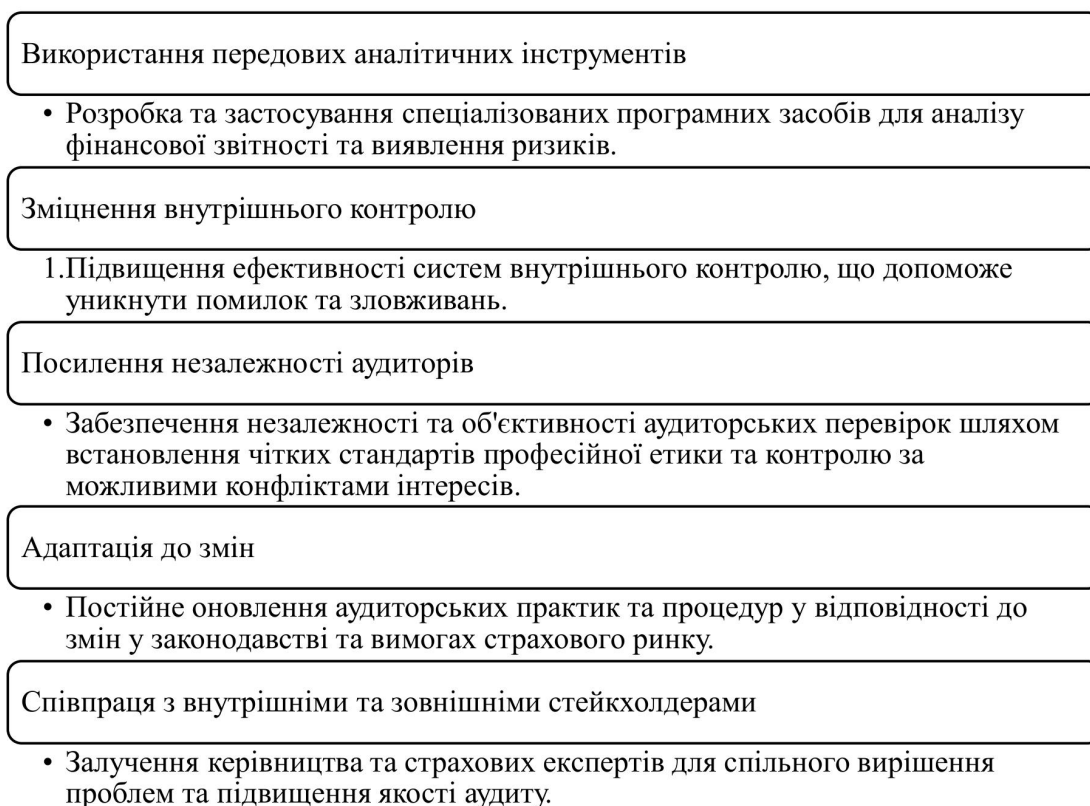 Використання передових аналітичних інструментів
• Розробка та застосування спеціалізованих програмних засобів для аналізу
фінансової звітності та виявлення ризиків.
Зміцнення внутрішнього контролю
1.Підвищення ефективності систем внутрішнього контролю, що допоможе
уникнути помилок та зловживань.
Посилення незалежності аудиторів
• Забезпечення незалежності та об'єктивності аудиторських перевірок шляхом
встановлення чітких стандартів професійної етики та контролю за
можливими конфліктами інтересів.
Адаптація до змін
• Постійне оновлення аудиторських практик та процедур у відповідності до
змін у законодавстві та вимогах страхового ринку.
Співпраця з внутрішніми та зовнішніми стейкхолдерами
• Залучення керівництва та страхових експертів для спільного вирішення
проблем та підвищення якості аудиту.